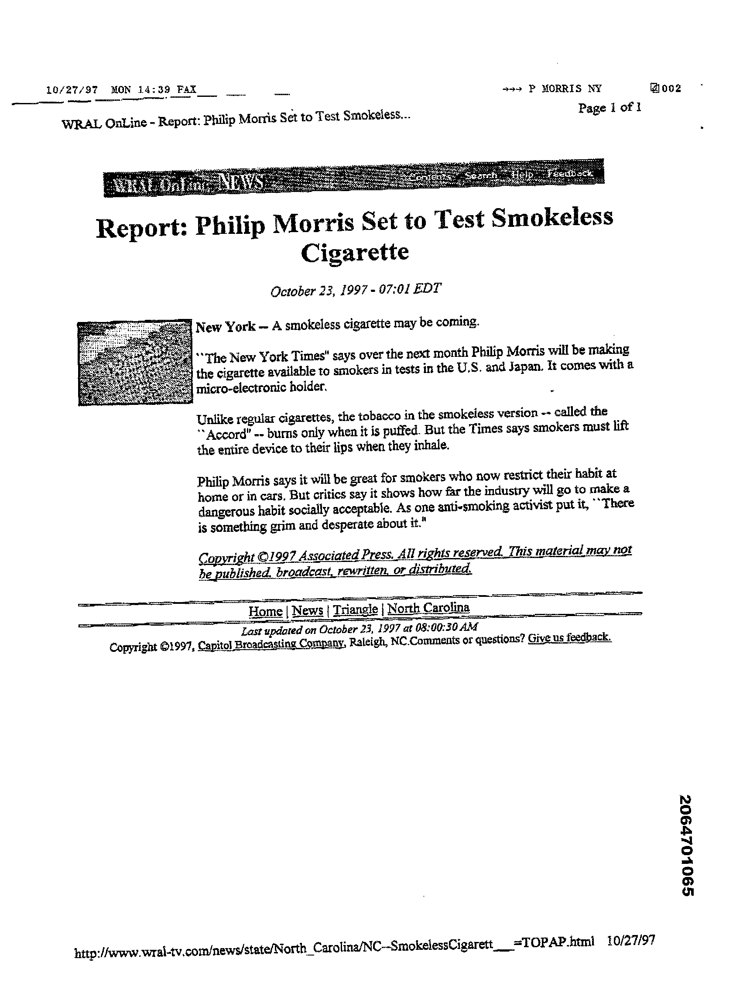 10/27/97 MON 14:39 FAX →→→ P MORRIS NY 002
Page 1 of 1
WRAL OnLine - Report: Philip Morris Set to Test Smokeless...
WRAL OnLine NEWS Contents Search Help Feedback
Report: Philip Morris Set to Test Smokeless
Cigarette
October 23, 1997 - 07:01 EDT
New York -- A smokeless cigarette may be coming.
``The New York Times" says over the next month Philip Morris will be making
the cigarette available to smokers in tests in the U.S. and Japan. It comes with a
micro-electronic holder.
Unlike regular cigarettes, the tobacco in the smokeless version -- called the
``Accord" -- burns only when it is puffed. But the Times says smokers must lift
the entire device to their lips when they inhale.
Philip Morris says it will be great for smokers who now restrict their habit at
home or in cars. But critics say it shows how far the industry will go to make a
dangerous habit socially acceptable. As one anti-smoking activist put it, ``There
is something grim and desperate about it."
Copyright ©1997 Associated Press. All rights reserved. This material may not
be published, broadcast, rewritten, or distributed.
Home | News | Triangle | North Carolina
Last updated on October 23, 1997 at 08:00:30 AM
Copyright ©1997, Capitol Broadcasting Company, Raleigh, NC.Comments or questions? Give us feedback.
2064701065
http://www.wral-tv.com/news/state/North_Carolina/NC--SmokelessCigarett___=TOPAP.html 10/27/97